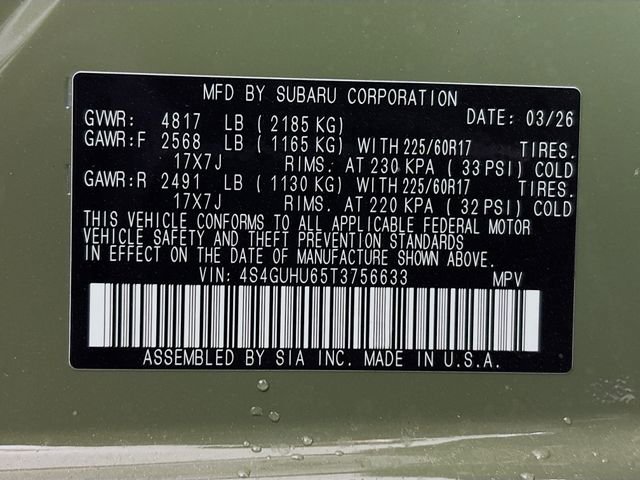 MFD BY SUBARU CORPORATION
DATE: 03/26
GVWR: 4817 LB ( 2185 KG)
GAWR:F 2568 LB ( 1165 KG) WITH 225/60R17 TIRES.
17X7J RIMS. AT 230 KPA ( 33 PSI) COLD
GAWR:R 2491 LB ( 1130 KG) WITH 225/60R17 TIRES.
17X7J RIMS. AT 220 KPA ( 32 PSI) COLD
THIS VEHICLE CONFORMS TO ALL APPLICABLE FEDERAL MOTOR
VEHICLE SAFETY AND THEFT PREVENTION STANDARDS
IN EFFECT ON THE DATE OF MANUFACTURE SHOWN ABOVE.
VIN: 4S4GUHU65T3756633 MPV
ASSEMBLED BY SIA INC. MADE IN U.S.A.